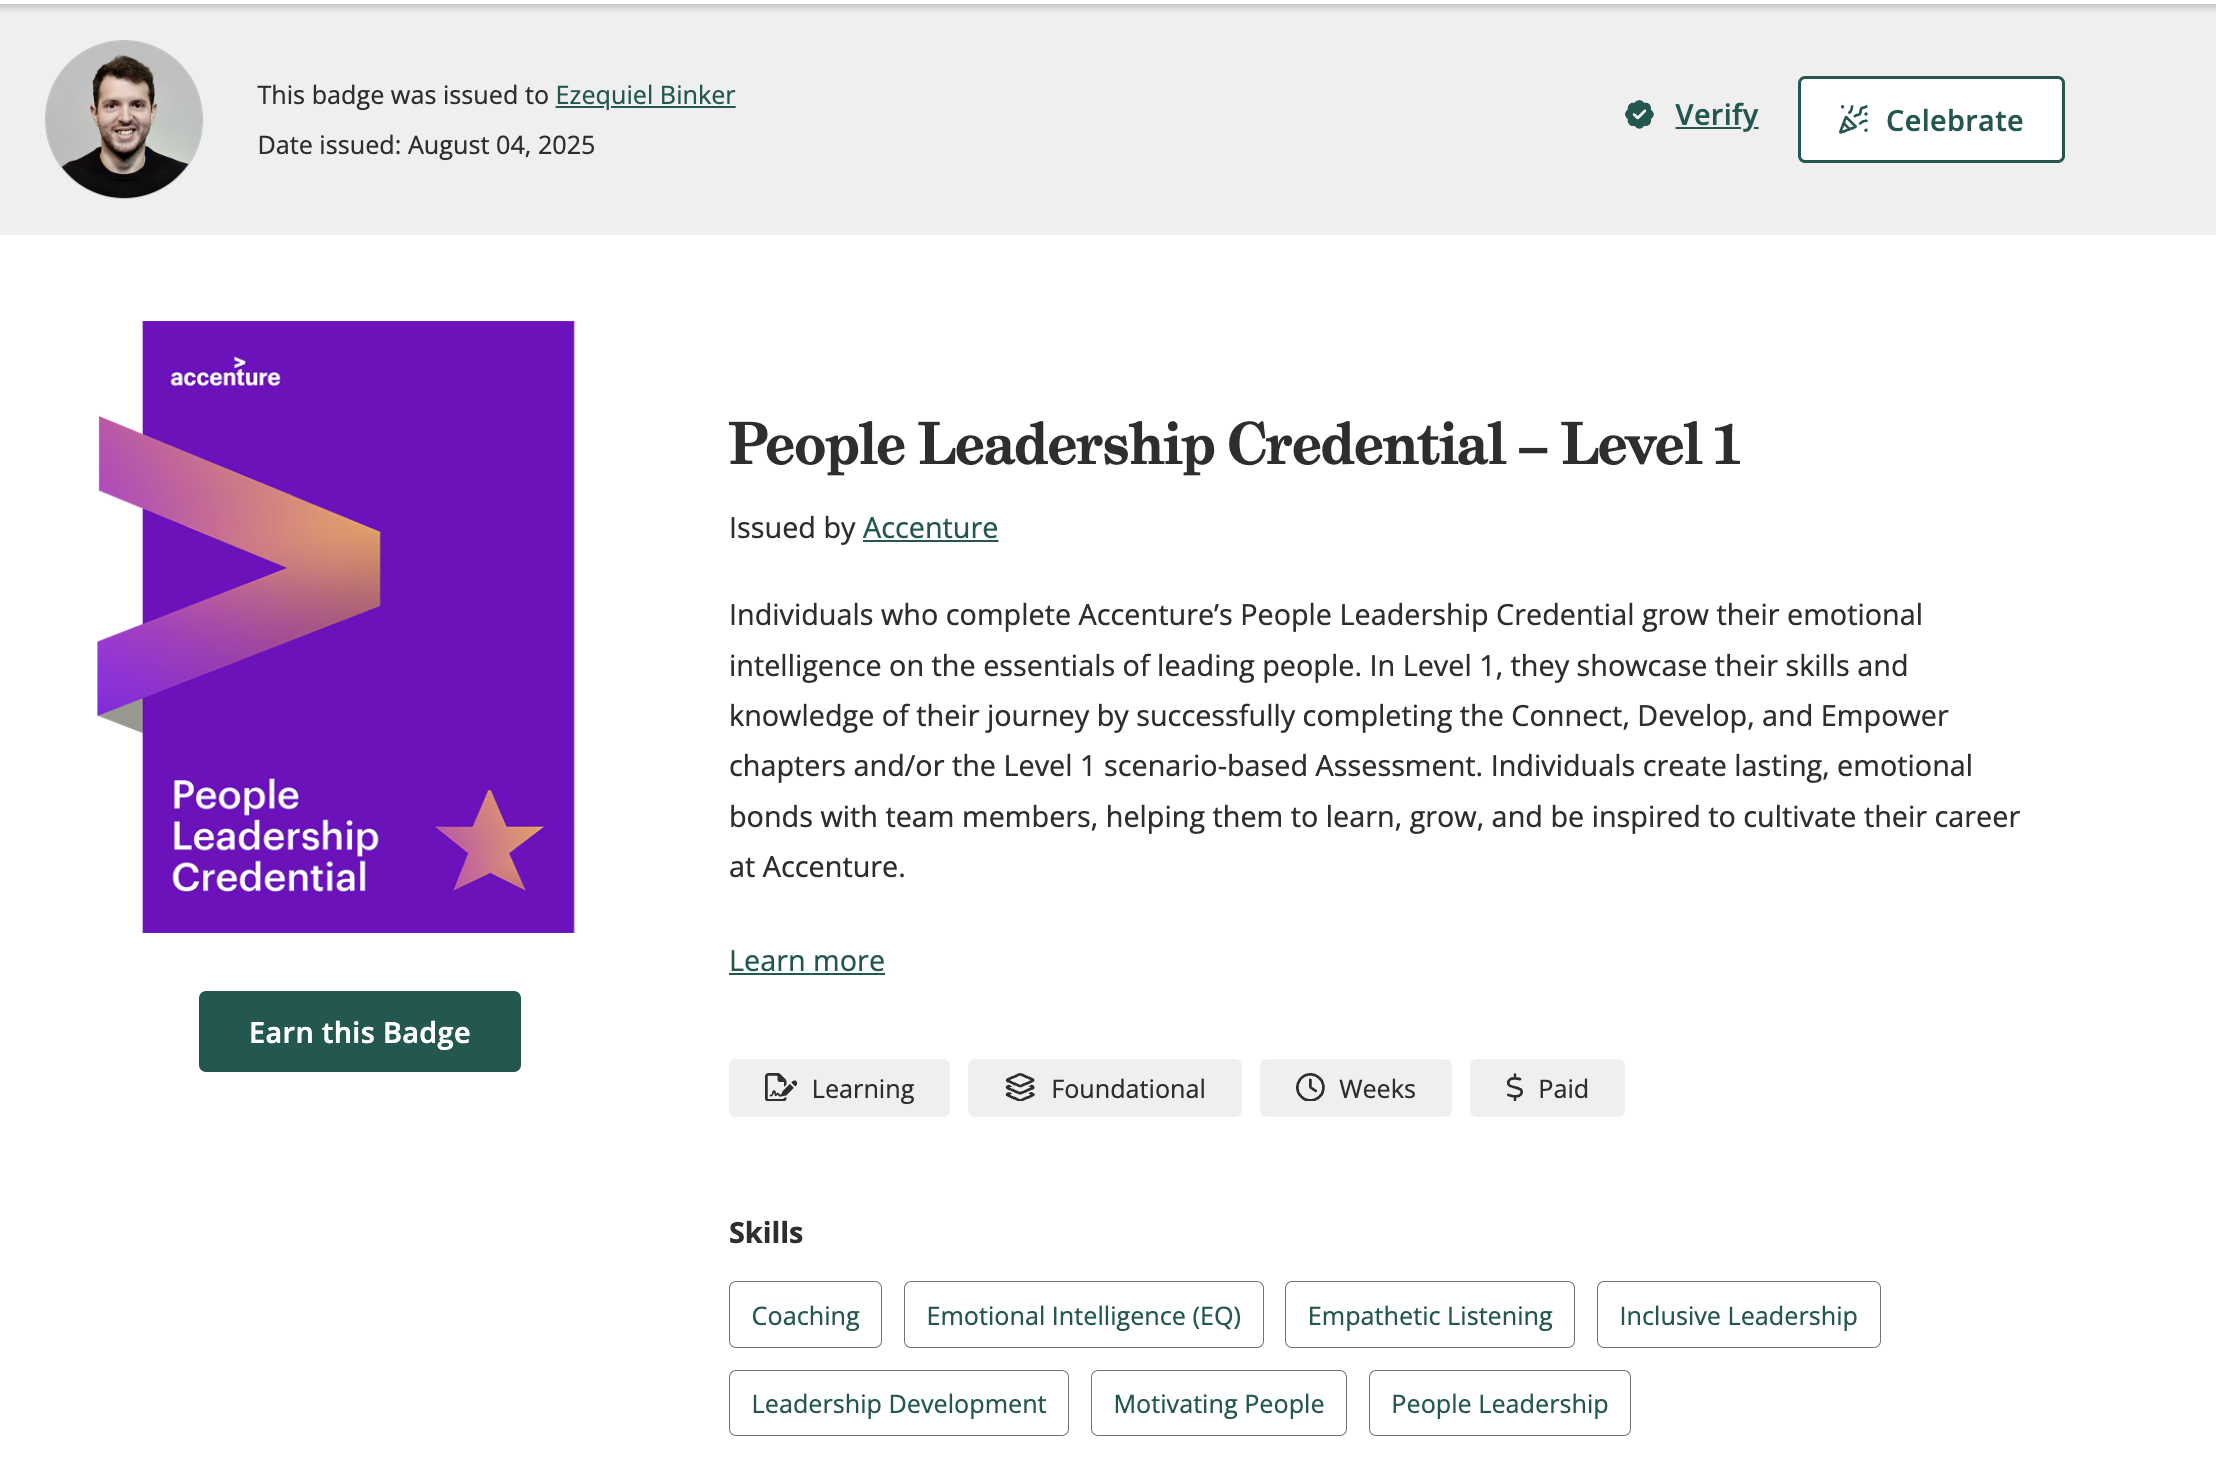 This badge was issued to Ezequiel Binker
Date issued: August 04, 2025
Verify
Celebrate
accenture
People
Leadership
Credential
Earn this Badge
People Leadership Credential – Level 1
Issued by Accenture
Individuals who complete Accenture’s People Leadership Credential grow their emotional
intelligence on the essentials of leading people. In Level 1, they showcase their skills and
knowledge of their journey by successfully completing the Connect, Develop, and Empower
chapters and/or the Level 1 scenario-based Assessment. Individuals create lasting, emotional
bonds with team members, helping them to learn, grow, and be inspired to cultivate their career
at Accenture.
Learn more
Learning
Foundational
Weeks
$ Paid
Skills
Coaching
Emotional Intelligence (EQ)
Empathetic Listening
Inclusive Leadership
Leadership Development
Motivating People
People Leadership